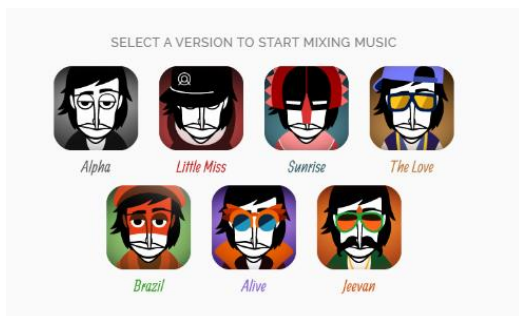 SELECT A VERSION TO START MIXING MUSIC
Alpha Little Miss Sunrise The Love
Brazil Alive Jeevan